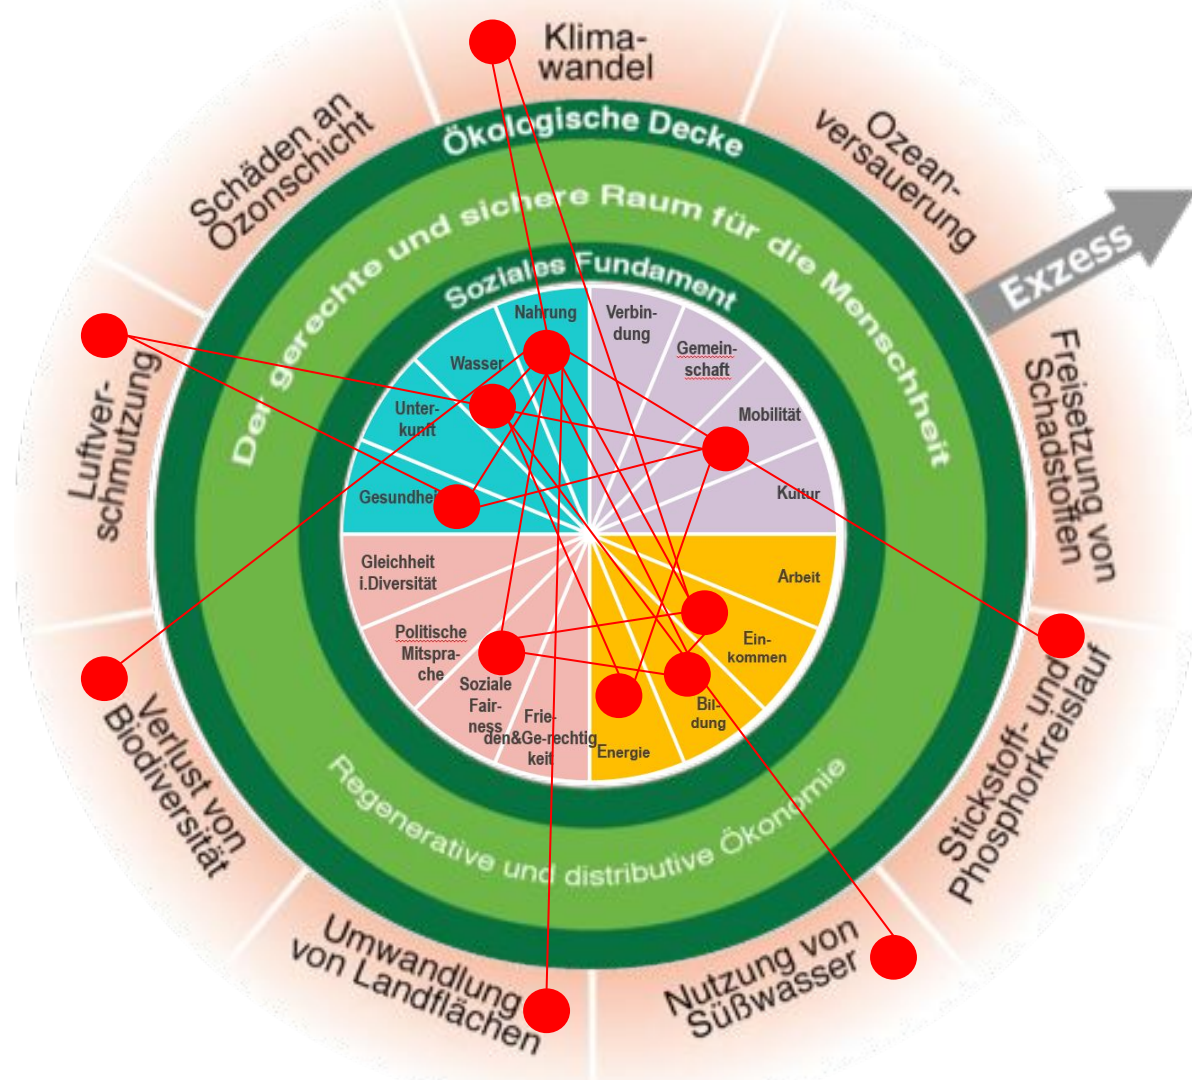 Klima-
wandel
Ozean-
versauerung
Exzess
Freisetzung von
Schadstoffen
Stickstoff- und
Phosphorkreislauf
Nutzung von
Süßwasser
Umwandlung
von Landflächen
Verlust von
Biodiversität
Luftver-
schmutzung
Schäden an
Ozonschicht
Ökologische Decke
Der gerechte und sichere Raum für die Menschheit
Soziales Fundament
Nahrung
Verbin-
dung
Gemein-
schaft
Mobilität
Kultur
Arbeit
Ein-
kommen
Bil-
dung
Energie
Frie-
den&Ge-rechtig
keit
Soziale
Fair-
ness
Politische
Mitspra-
che
Gleichheit
i.Diversität
Gesundhei
Unter-
kunft
Wasser
Regenerative und distributive Ökonomie